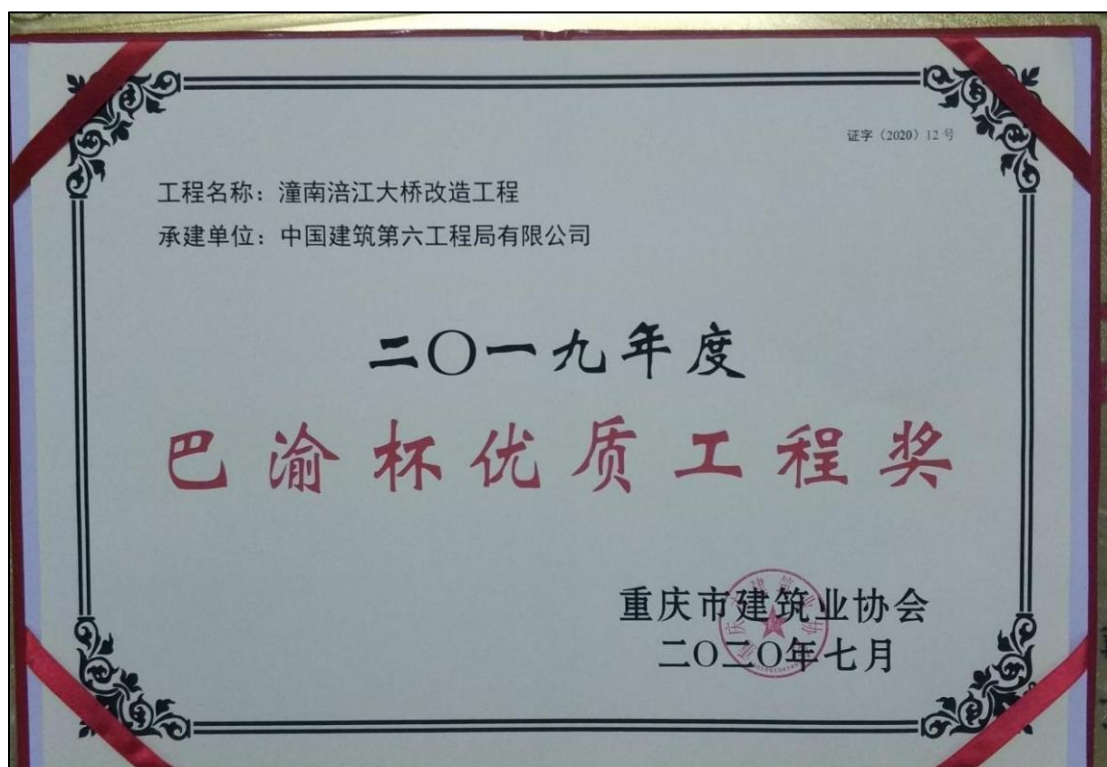 证字（2020）12号
工程名称：潼南涪江大桥改造工程
承建单位：中国建筑第六工程局有限公司
二〇一九年度
巴渝杯优质工程奖
重庆市建筑业协会
二〇二〇年七月